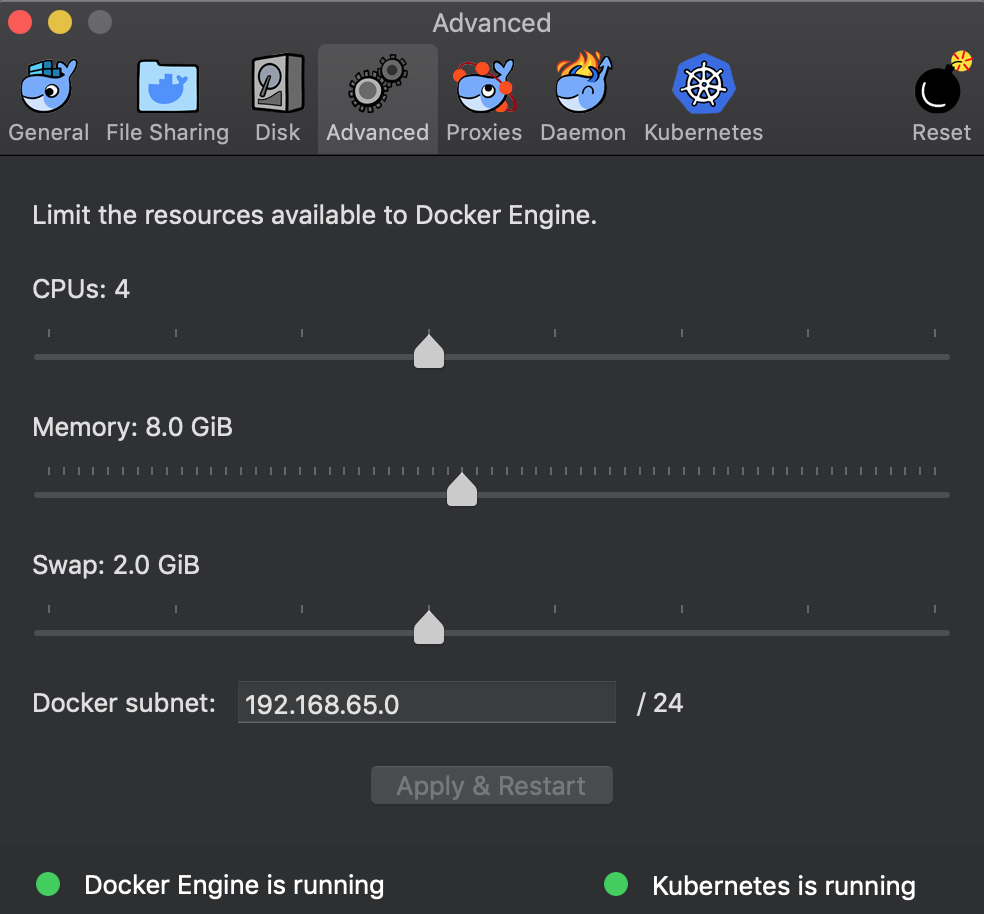 Advanced
General File Sharing Disk Advanced Proxies Daemon Kubernetes Reset
Limit the resources available to Docker Engine.
CPUs: 4
Memory: 8.0 GiB
Swap: 2.0 GiB
Docker subnet: 192.168.65.0 / 24
Apply & Restart
Docker Engine is running Kubernetes is running